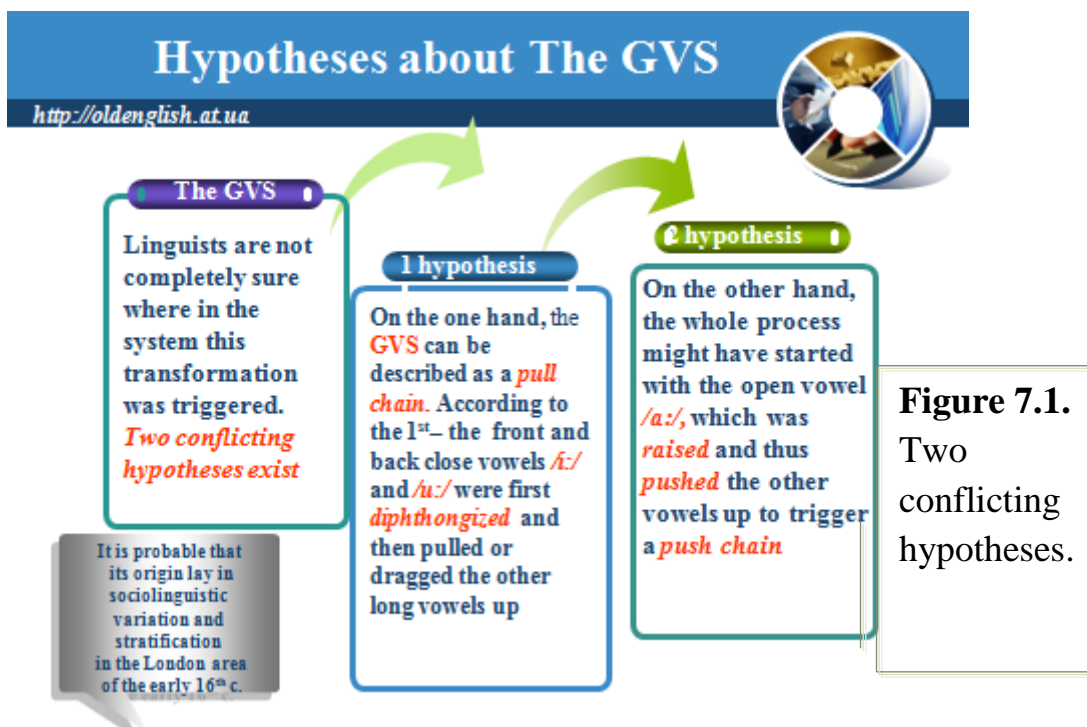 Hypotheses about The GVS
http://oldenglish.at.ua
The GVS
Linguists are not
completely sure
where in the
system this
transformation
was triggered.
Two conflicting
hypotheses exist
It is probable that
its origin lay in
sociolinguistic
variation and
stratification
in the London area
of the early 16th c.
1 hypothesis
On the one hand, the
GVS can be
described as a pull
chain. According to
the 1st– the front and
back close vowels /i:/
and /u:/ were first
diphthongized and
then pulled or
dragged the other
long vowels up
2 hypothesis
On the other hand,
the whole process
might have started
with the open vowel
/a:/, which was
raised and thus
pushed the other
vowels up to trigger
a push chain
Figure 7.1.
Two
conflicting
hypotheses.